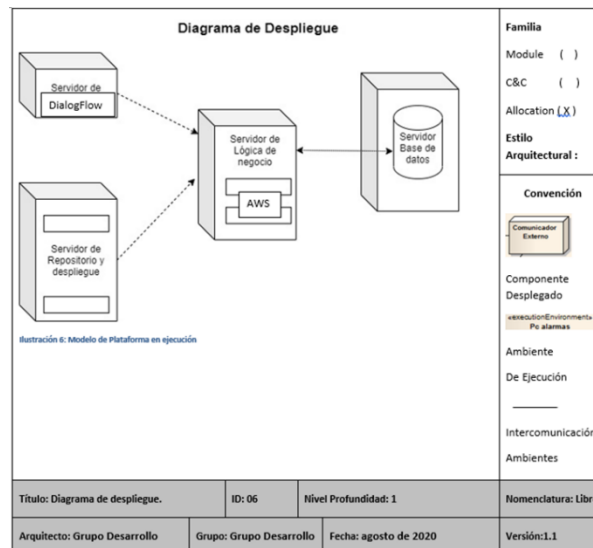 Diagrama de Despliegue
Servidor de
DialogFlow
Servidor de
Lógica de
negocio
AWS
Servidor
Base de
datos
Servidor de
Repositorio y
despliegue
Ilustración 6: Modelo de Plataforma en ejecución
Familia
Module ( )
C&C ( )
Allocation ( X )
Estilo
Arquitectural :
Convención
Comunicador
Externo
Componente
Desplegado
«executionEnvironment»
Pc alarmas
Ambiente
De Ejecución
Intercomunicación
Ambientes
Título: Diagrama de despliegue. ID: 06 Nivel Profundidad: 1 Nomenclatura: Libr
Arquitecto: Grupo Desarrollo Grupo: Grupo Desarrollo Fecha: agosto de 2020 Versión:1.1